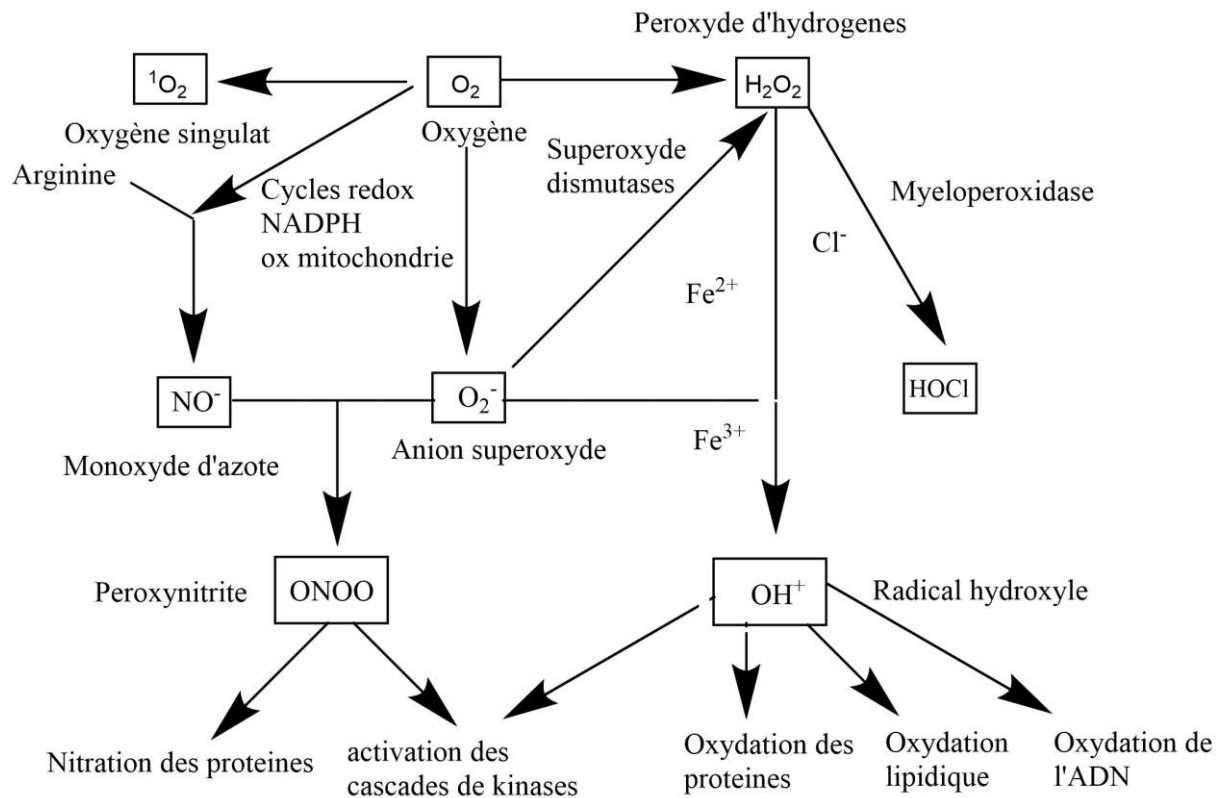 Peroxyde d'hydrogenes
¹O₂
O₂
H₂O₂
Oxygène singulat
Oxygène
Arginine
Cycles redox
NADPH
ox mitochondrie
Superoxyde
dismutases
Myeloperoxidase
Cl⁻
Fe²⁺
NO⁻
O₂⁻
HOCl
Monoxyde d'azote
Anion superoxyde
Fe³⁺
Peroxynitrite
ONOO
OH⁺
Radical hydroxyle
Nitration des proteines
activation des
cascades de kinases
Oxydation des
proteines
Oxydation
lipidique
Oxydation de
l'ADN